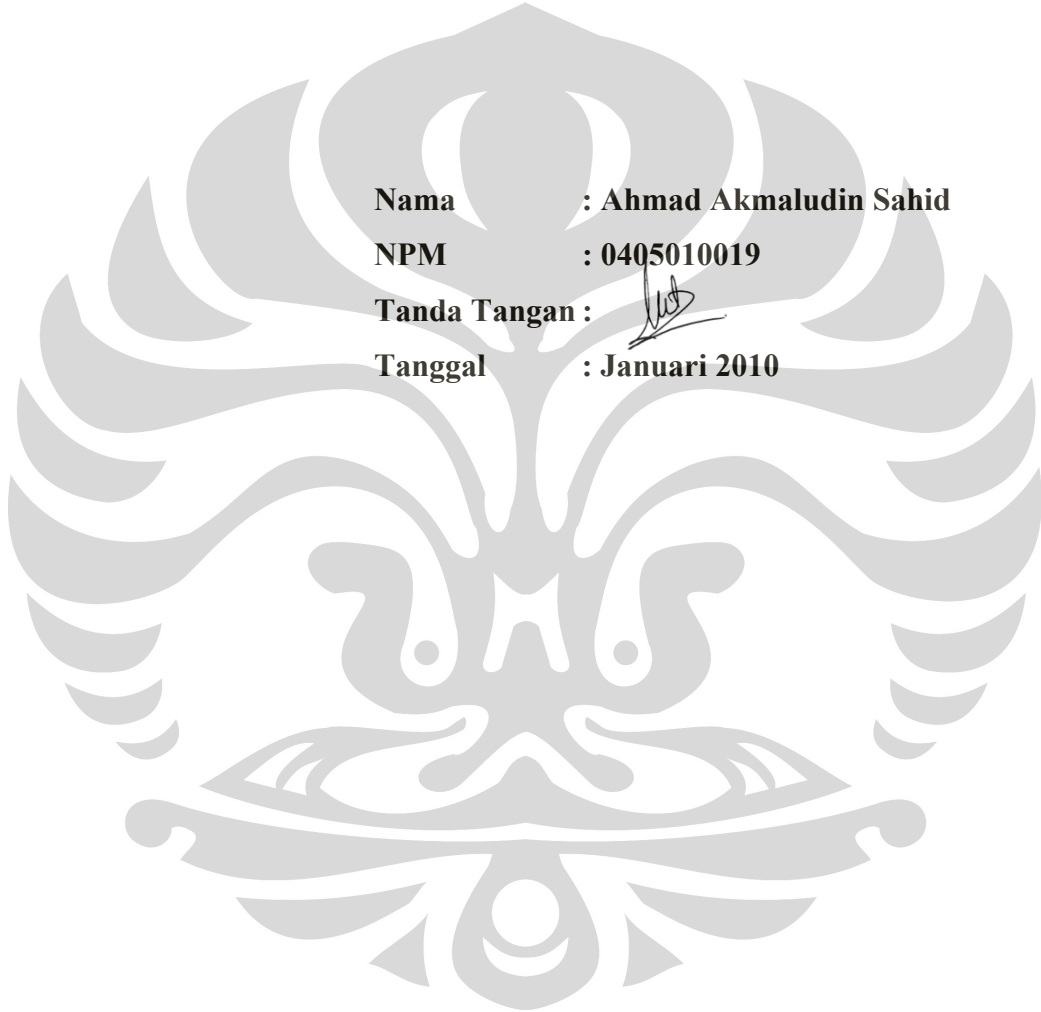 Nama : Ahmad Akmaludin Sahid
NPM : 0405010019
Tanda Tangan :
Tanggal : Januari 2010